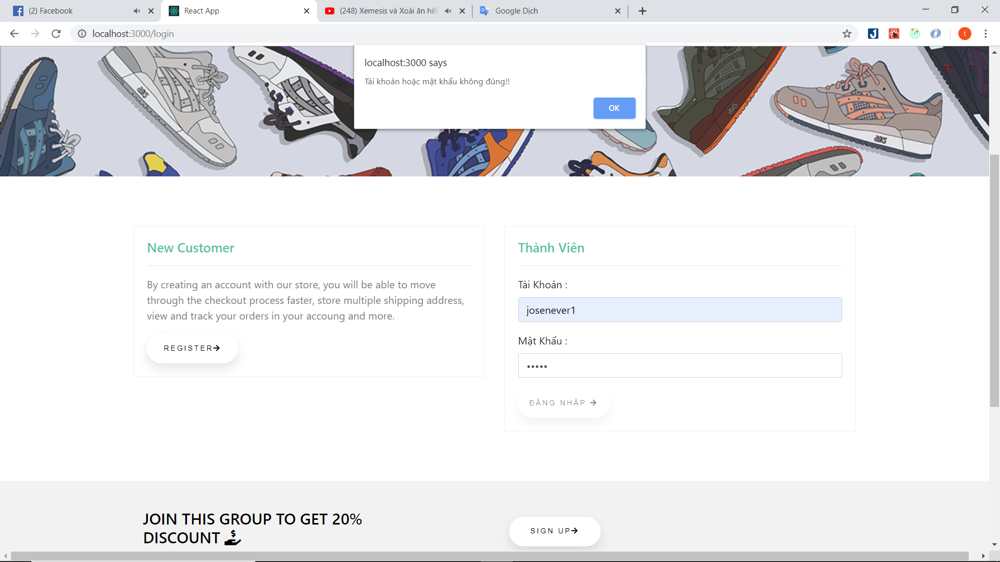 (2) Facebook
React App
(248) Xemesis và Xoài ăn hết
Google Dịch
localhost:3000/login
t
localhost:3000 says
Tài khoản hoặc mật khẩu không đúng!!
OK
New Customer
By creating an account with our store, you will be able to move
through the checkout process faster, store multiple shipping address,
view and track your orders in your accoung and more.
REGISTER
Thành Viên
Tài Khoản :
josenever1
Mật Khẩu :
•••••
ĐĂNG NHẬP
JOIN THIS GROUP TO GET 20%
DISCOUNT
SIGN UP